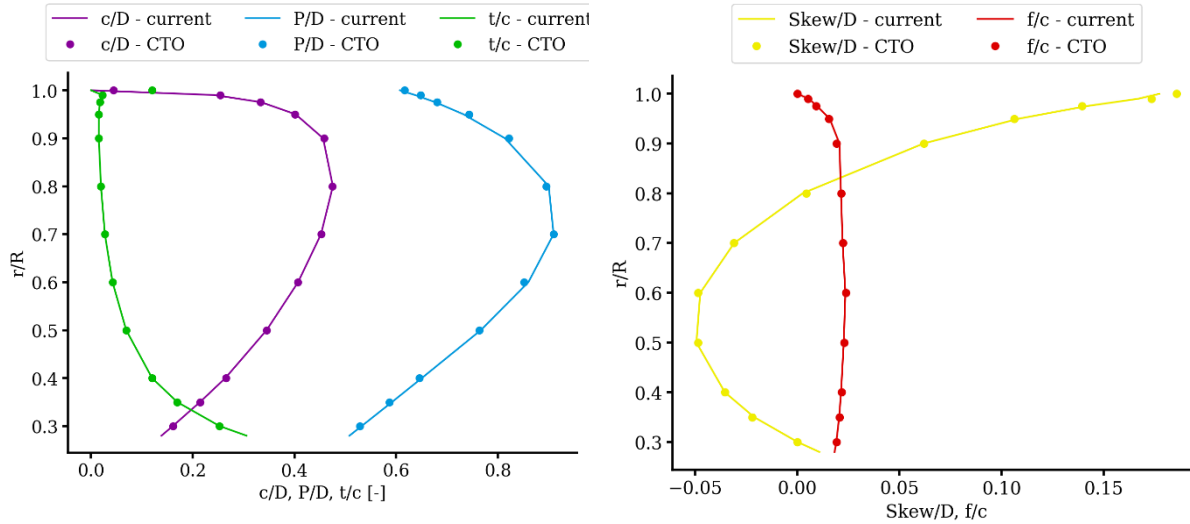 c/D - current
P/D - current
t/c - current
c/D - CTO
P/D - CTO
t/c - CTO
1.0
0.9
0.8
0.7
0.6
0.5
0.4
0.3
r/R
0.0
0.2
0.4
0.6
0.8
c/D, P/D, t/c [-]
Skew/D - current
f/c - current
Skew/D - CTO
f/c - CTO
1.0
0.9
0.8
0.7
0.6
0.5
0.4
0.3
r/R
−0.05
0.00
0.05
0.10
0.15
Skew/D, f/c